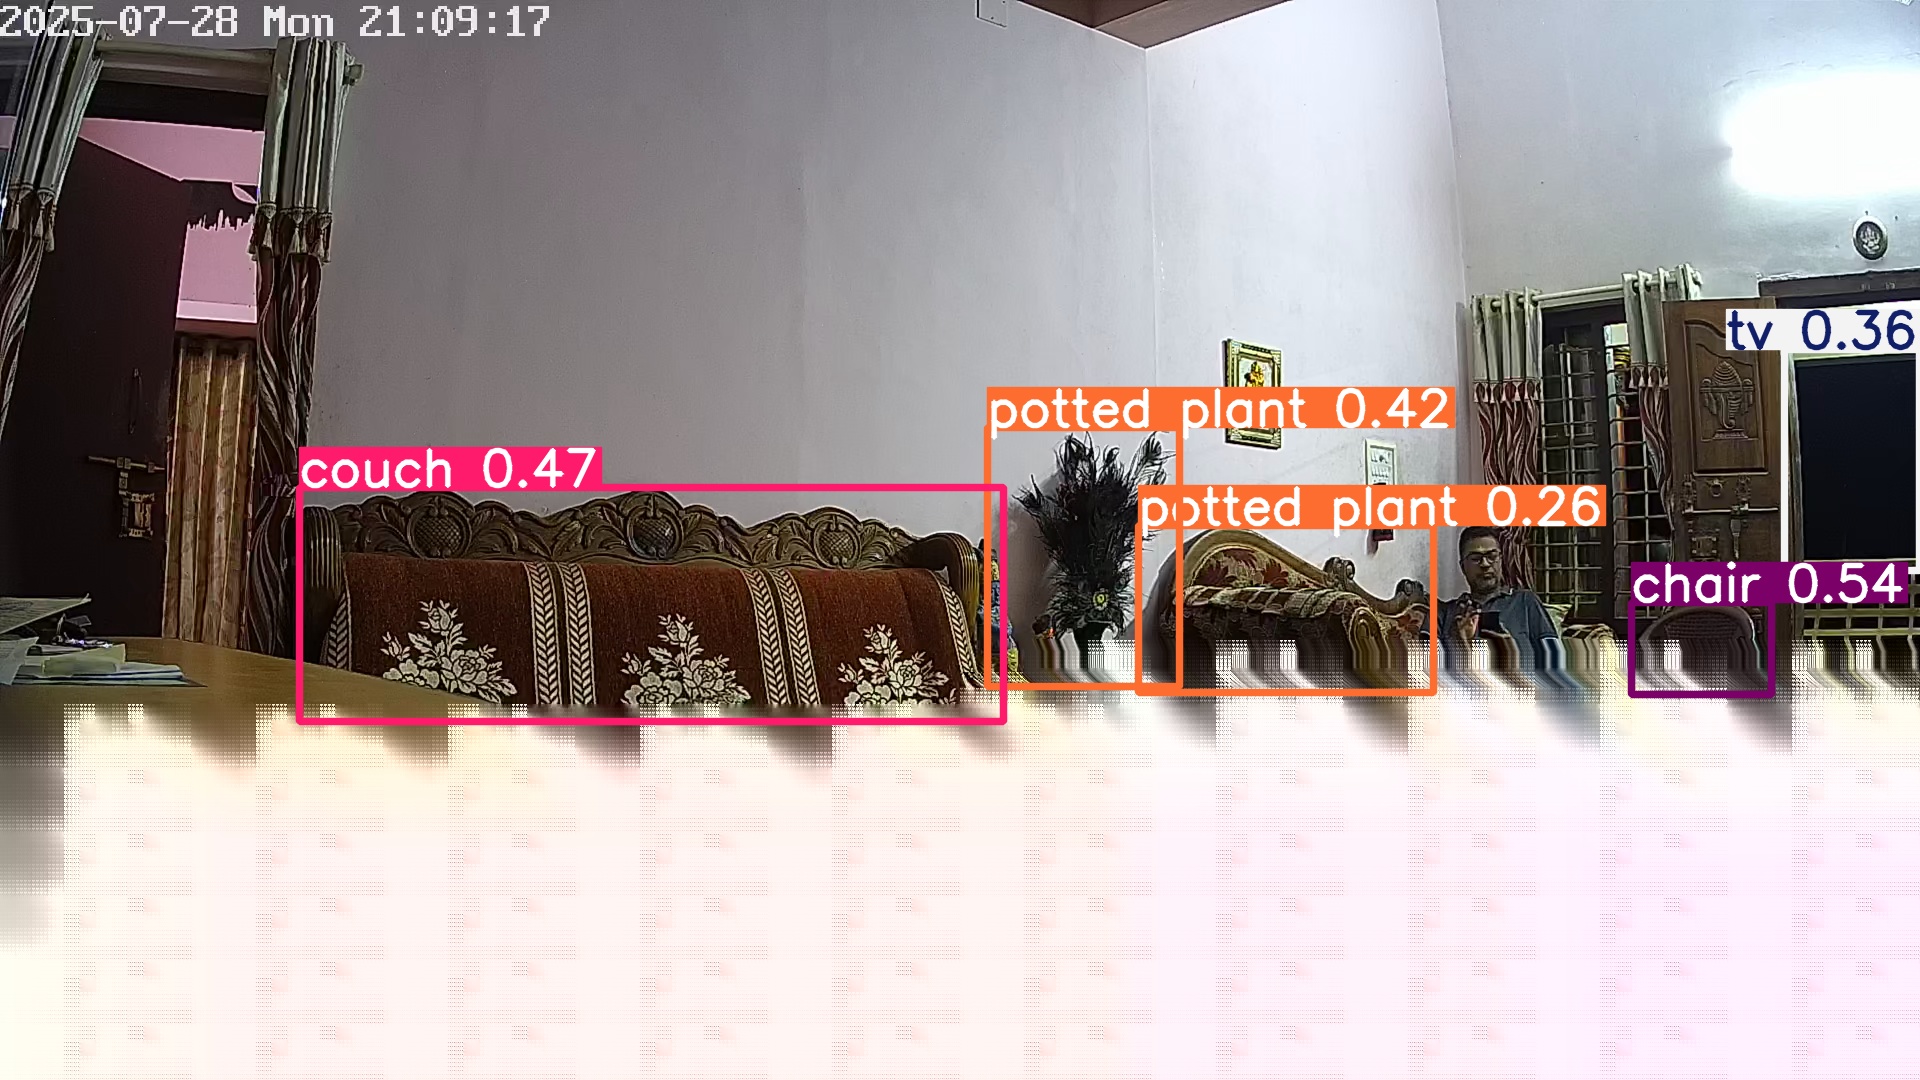 2025-07-28 Mon 21:09:17
tv 0.36
potted plant 0.42
couch 0.47
potted plant 0.26
chair 0.54